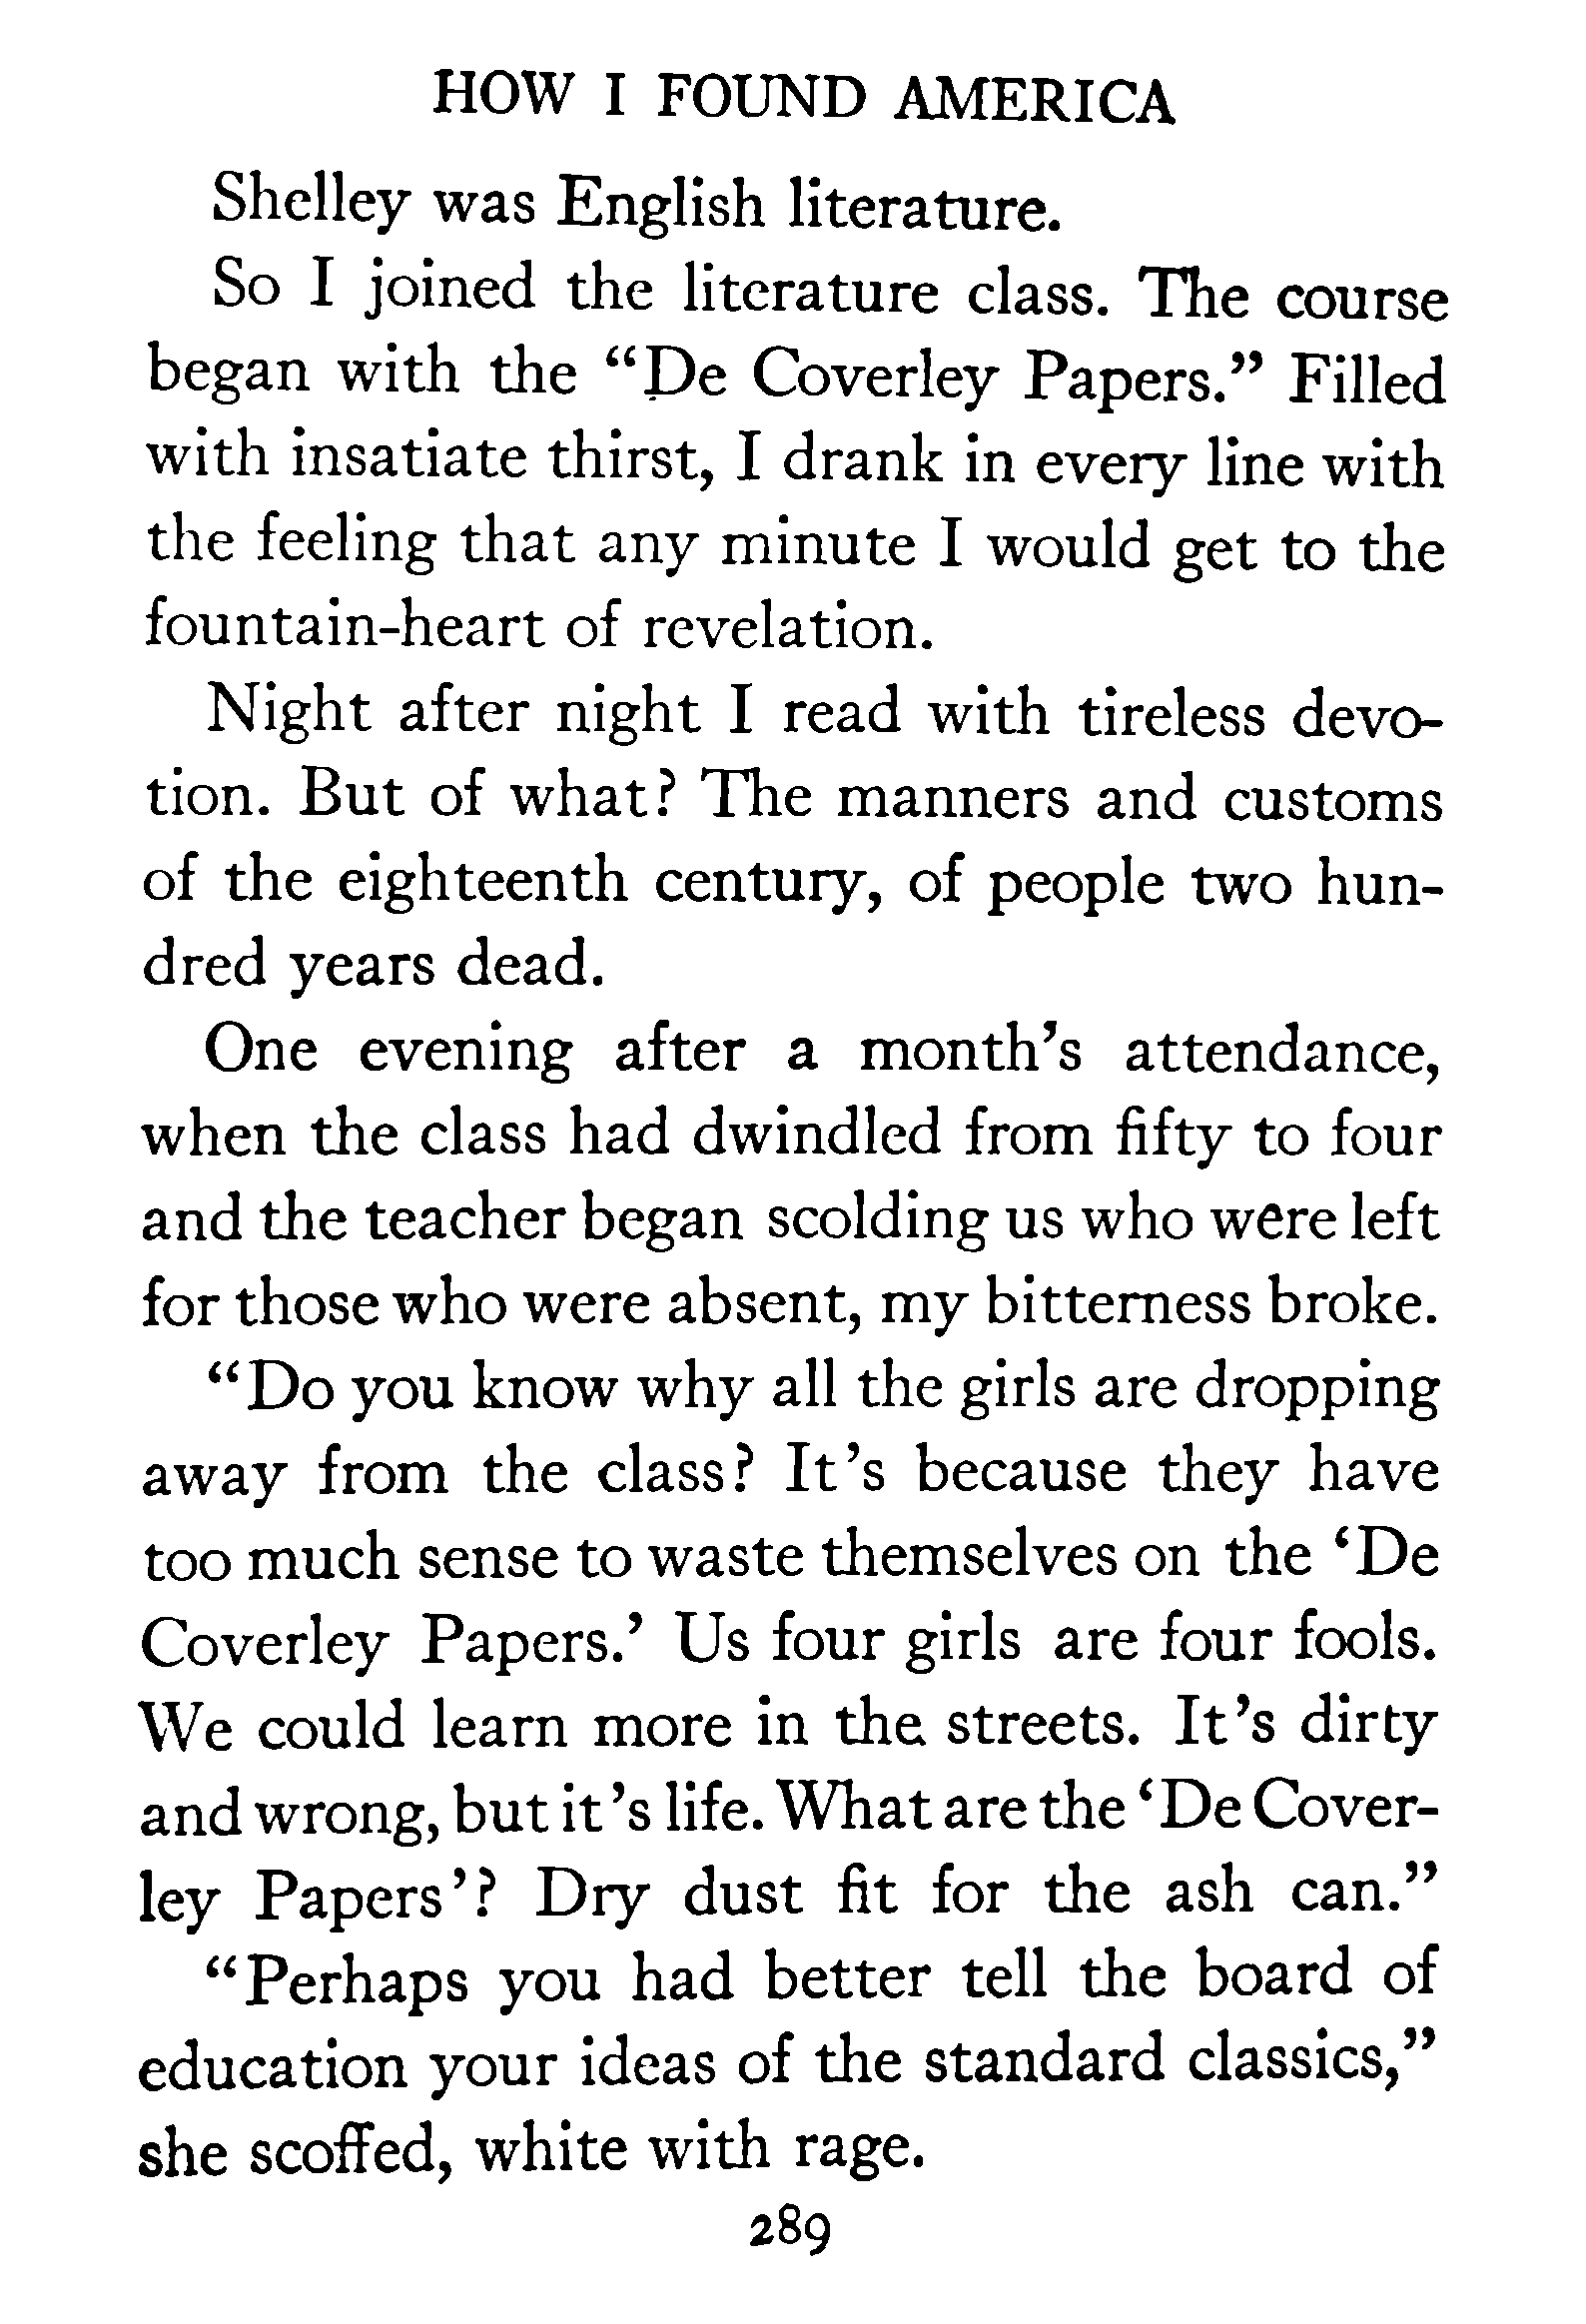 HOW I FOUND AMERICA
Shelley was English literature.
So I joined the literature class. The course
began with the “De Coverley Papers.” Filled
with insatiate thirst, I drank in every line with
the feeling that any minute I would get to the
fountain-heart of revelation.
Night after night I read with tireless devo-
tion. But of what? The manners and customs
of the eighteenth century, of people two hun-
dred years dead.
One evening after a month’s attendance,
when the class had dwindled from fifty to four
and the teacher began scolding us who were left
for those who were absent, my bitterness broke.
“Do you know why all the girls are dropping
away from the class? It’s because they have
too much sense to waste themselves on the ‘De
Coverley Papers.’ Us four girls are four fools.
We could learn more in the streets. It’s dirty
and wrong, but it’s life. What are the ‘De Cover-
ley Papers’? Dry dust fit for the ash can.”
“Perhaps you had better tell the board of
education your ideas of the standard classics,”
she scoffed, white with rage.
289